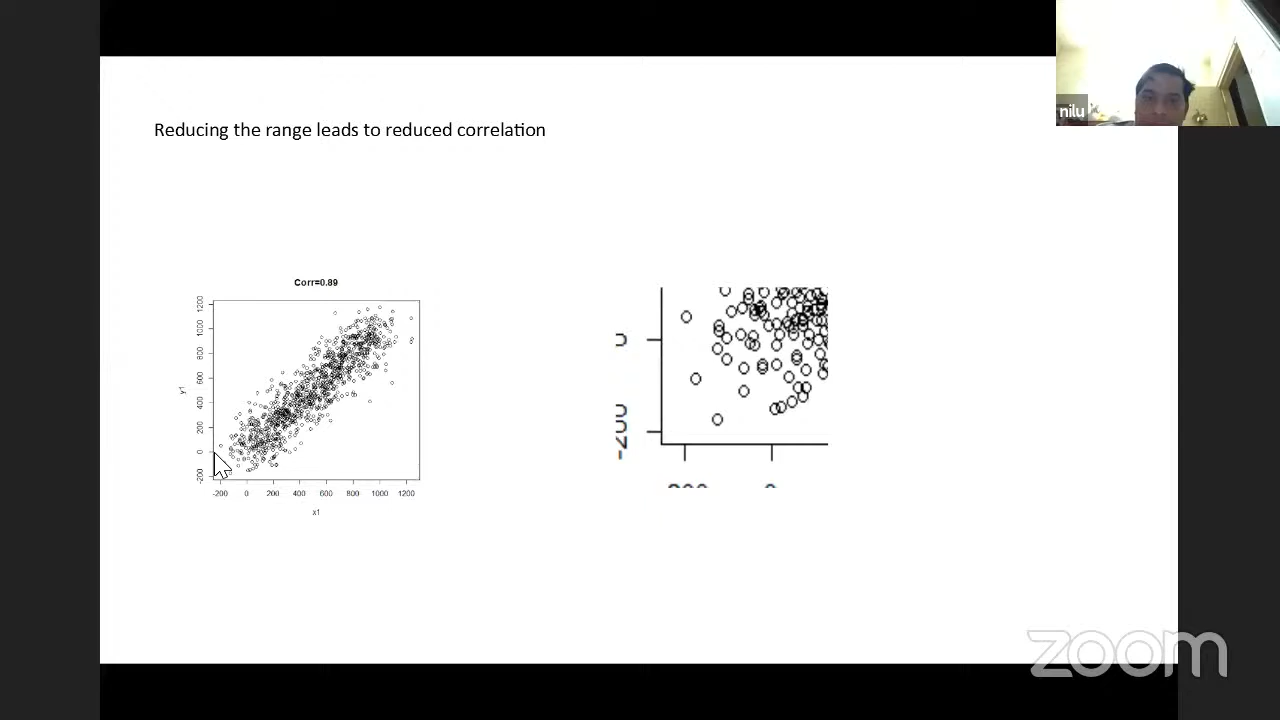 nilu
Reducing the range leads to reduced correlation
Corr=0.89
1200
1000
800
600
400
200
0
-200
y1
-200 0 200 400 600 800 1000 1200
x1
0
-200
zoom